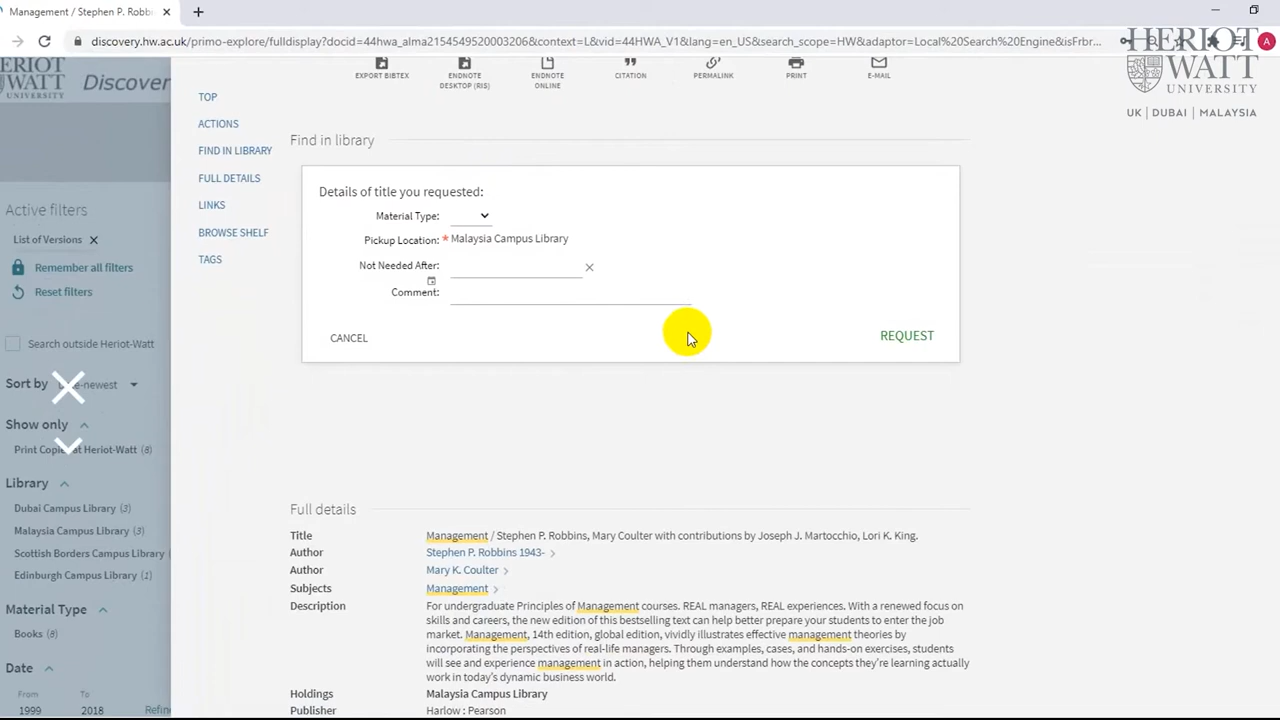 Management / Stephen P. Robbi
discovery.hw.ac.uk/primo-explore/fulldisplay?docid=44hwa_alma2154549520003206&context=L&vid=44HWA_V1&lang=en_US&search_scope=HW&adaptor=Local%20Search%20Engine&isFrbr...
A
HERIOT
WATT
UNIVERSITY
UK | DUBAI | MALAYSIA
ERIOT
WATT
UNIVERSITY
Discover
EXPORT BIBTEX
ENDNOTE
DESKTOP (RIS)
ENDNOTE
ONLINE
CITATION
PERMALINK
PRINT
E-MAIL
TOP
ACTIONS
FIND IN LIBRARY
FULL DETAILS
LINKS
BROWSE SHELF
TAGS
Active filters
List of Versions
Remember all filters
Reset filters
Search outside Heriot-Watt
Sort by
-newest
Show only
Print Copies at Heriot-Watt (8)
Library
Dubai Campus Library (3)
Malaysia Campus Library (3)
Scottish Borders Campus Library
Edinburgh Campus Library (1)
Material Type
Books (8)
Date
From To
1999 2018 Refine
Find in library
Details of title you requested:
Material Type:
Pickup Location: * Malaysia Campus Library
Not Needed After:
Comment:
CANCEL
REQUEST
Full details
Title Management / Stephen P. Robbins, Mary Coulter with contributions by Joseph J. Martocchio, Lori K. King.
Author Stephen P. Robbins 1943-
Author Mary K. Coulter
Subjects Management
Description For undergraduate Principles of Management courses. REAL managers, REAL experiences. With a renewed focus on
skills and careers, the new edition of this bestselling text can help better prepare your students to enter the job
market. Management, 14th edition, global edition, vividly illustrates effective management theories by
incorporating the perspectives of real-life managers. Through examples, cases, and hands-on exercises, students
will see and experience management in action, helping them understand how the concepts they're learning actually
work in today's dynamic business world.
Holdings Malaysia Campus Library
Publisher Harlow : Pearson